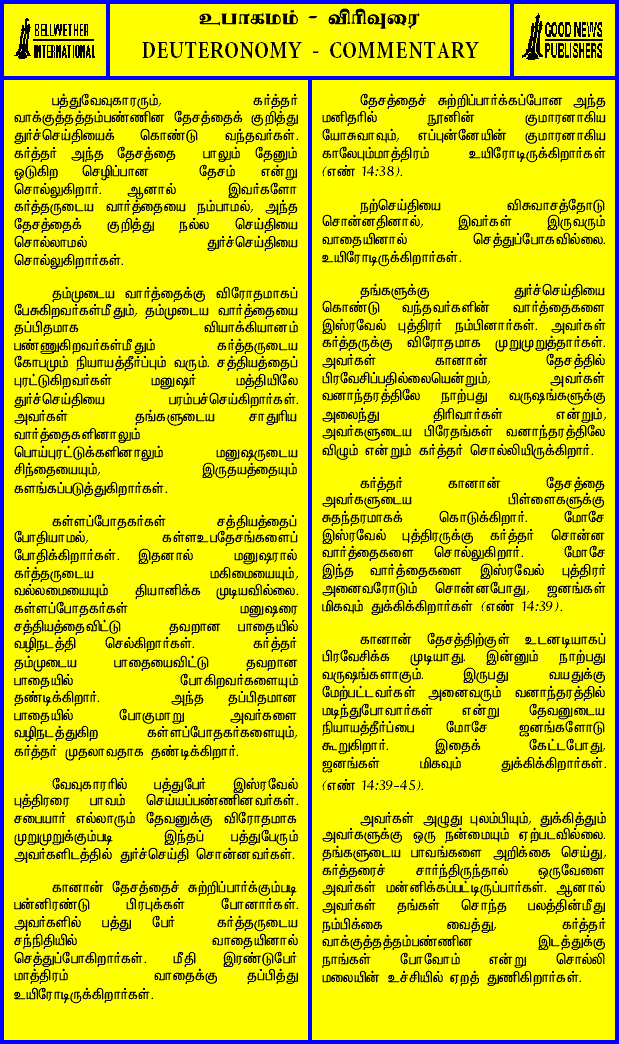 BELLWETHER
INTERNATIONAL
உபாகமம் - விரிவுரை
DEUTERONOMY - COMMENTARY
GOOD NEWS
PUBLISHERS
பத்துவேவுகாரரும், கர்த்தர்
வாக்குத்தத்தம்பண்ணின தேசத்தைக் குறித்து
துர்ச்செய்தியைக் கொண்டு வந்தவர்கள்.
கர்த்தர் அந்த தேசத்தை பாலும் தேனும்
ஓடுகிற செழிப்பான தேசம் என்று
சொல்லுகிறார். ஆனால் இவர்களோ
கர்த்தருடைய வார்த்தையை நம்பாமல், அந்த
தேசத்தைக் குறித்து நல்ல செய்தியை
சொல்லாமல் துர்ச்செய்தியை
சொல்லுகிறார்கள்.
தம்முடைய வார்த்தைக்கு விரோதமாகப்
பேசுகிறவர்கள்மீதும், தம்முடைய வார்த்தையை
தப்பிதமாக வியாக்கியானம்
பண்ணுகிறவர்கள்மீதும் கர்த்தருடைய
கோபமும் நியாயத்தீர்ப்பும் வரும். சத்தியத்தைப்
புரட்டுகிறவர்கள் மனுஷர் மத்தியிலே
துர்ச்செய்தியை பரம்பச்செய்கிறார்கள்.
அவர்கள் தங்களுடைய சாதுரிய
வார்த்தைகளினாலும்
பொய்புரட்டுக்களினாலும் மனுஷருடைய
சிந்தையையும், இருதயத்தையும்
களங்கப்படுத்துகிறார்கள்.
கள்ளப்போதகர்கள் சத்தியத்தைப்
போதியாமல், கள்ளஉபதேசங்களைப்
போதிக்கிறார்கள். இதனால் மனுஷரால்
கர்த்தருடைய மகிமையையும்,
வல்லமையையும் தியானிக்க முடியவில்லை.
கள்ளப்போதகர்கள் மனுஷரை
சத்தியத்தைவிட்டு தவறான பாதையில்
வழிநடத்தி செல்கிறார்கள். கர்த்தர்
தம்முடைய பாதையைவிட்டு தவறான
பாதையில் போகிறவர்களையும்
தண்டிக்கிறார். அந்த தப்பிதமான
பாதையில் போகுமாறு அவர்களை
வழிநடத்துகிற கள்ளப்போதகர்களையும்,
கர்த்தர் முதலாவதாக தண்டிக்கிறார்.
வேவுகாரரில் பத்துபேர் இஸ்ரவேல்
புத்திரரை பாவம் செய்யப்பண்ணினவர்கள்.
சபையார் எல்லாரும் தேவனுக்கு விரோதமாக
முறுமுறுக்கும்படி இந்தப் பத்துபேரும்
அவர்களிடத்தில் துர்ச்செய்தி சொன்னவர்கள்.
கானான் தேசத்தைச் சுற்றிப்பார்க்கும்படி
பன்னிரண்டு பிரபுக்கள் போனார்கள்.
அவர்களில் பத்து பேர் கர்த்தருடைய
சந்நிதியில் வாதையினால்
செத்துப்போகிறார்கள். மீதி இரண்டுபேர்
மாத்திரம் வாதைக்கு தப்பித்து
உயிரோடிருக்கிறார்கள்.
தேசத்தைச் சுற்றிப்பார்க்கப்போன அந்த
மனிதரில் நூனின் குமாரனாகிய
யோசுவாவும், எப்புன்னேயின் குமாரனாகிய
காலேபும்மாத்திரம் உயிரோடிருக்கிறார்கள்
(எண் 14:38).
நற்செய்தியை விசுவாசத்தோடு
சொன்னதினால், இவர்கள் இருவரும்
வாதையினால் செத்துப்போகவில்லை.
உயிரோடிருக்கிறார்கள்.
தங்களுக்கு துர்ச்செய்தியை
கொண்டு வந்தவர்களின் வார்த்தைகளை
இஸ்ரவேல் புத்திரர் நம்பினார்கள். அவர்கள்
கர்த்தருக்கு விரோதமாக முறுமுறுத்தார்கள்.
அவர்கள் கானான் தேசத்தில்
பிரவேசிப்பதில்லையென்றும், அவர்கள்
வனாந்தரத்திலே நாற்பது வருஷங்களுக்கு
அலைந்து திரிவார்கள் என்றும்,
அவர்களுடைய பிரேதங்கள் வனாந்தரத்திலே
விழும் என்றும் கர்த்தர் சொல்லியிருக்கிறார்.
கர்த்தர் கானான் தேசத்தை
அவர்களுடைய பிள்ளைகளுக்கு
சுதந்தரமாகக் கொடுக்கிறார். மோசே
இஸ்ரவேல் புத்திரருக்கு கர்த்தர் சொன்ன
வார்த்தைகளை சொல்லுகிறார். மோசே
இந்த வார்த்தைகளை இஸ்ரவேல் புத்திரர்
அனைவரோடும் சொன்னபோது, ஜனங்கள்
மிகவும் துக்கிக்கிறார்கள் (எண் 14:39).
கானான் தேசத்திற்குள் உடனடியாகப்
பிரவேசிக்க முடியாது. இன்னும் நாற்பது
வருஷங்களாகும். இருபது வயதுக்கு
மேற்பட்டவர்கள் அனைவரும் வனாந்தரத்தில்
மடிந்துபோவார்கள் என்று தேவனுடைய
நியாயத்தீர்ப்பை மோசே ஜனங்களோடு
கூறுகிறார். இதைக் கேட்டபோது,
ஜனங்கள் மிகவும் துக்கிக்கிறார்கள்.
(எண் 14:39-45).
அவர்கள் அழுது புலம்பியும், துக்கித்தும்
அவர்களுக்கு ஒரு நன்மையும் ஏற்படவில்லை.
தங்களுடைய பாவங்களை அறிக்கை செய்து,
கர்த்தரைச் சார்ந்திருந்தால் ஒருவேளை
அவர்கள் மன்னிக்கப்பட்டிருப்பார்கள். ஆனால்
அவர்கள் தங்கள் சொந்த பலத்தின்மீது
நம்பிக்கை வைத்து, கர்த்தர்
வாக்குத்தத்தம்பண்ணின இடத்துக்கு
நாங்கள் போவோம் என்று சொல்லி
மலையின் உச்சியில் ஏறத் துணிகிறார்கள்.